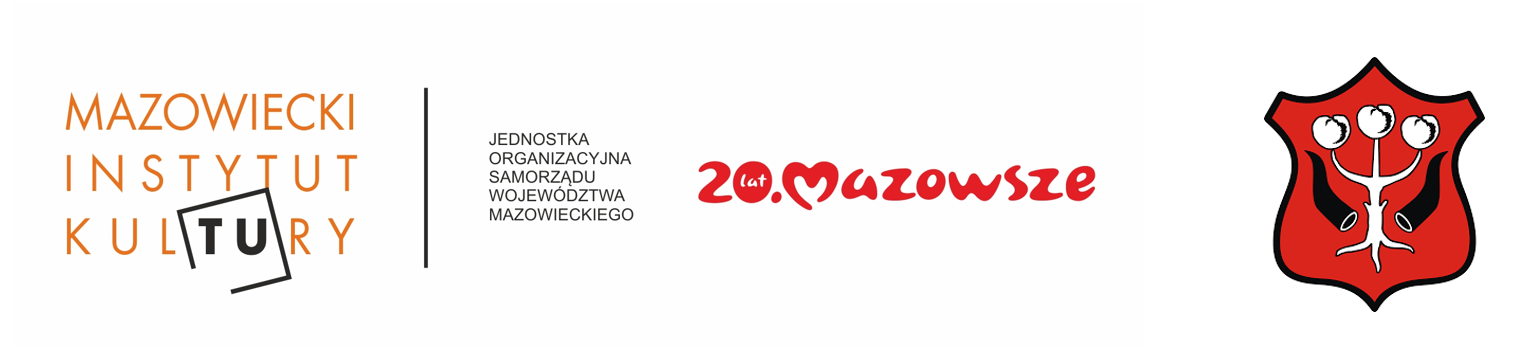 MAZOWIECKI
INSTYTUT
KULTURY
JEDNOSTKA
ORGANIZACYJNA
SAMORZĄDU
WOJEWÓDZTWA
MAZOWIECKIEGO
20 lat. Mazowsze